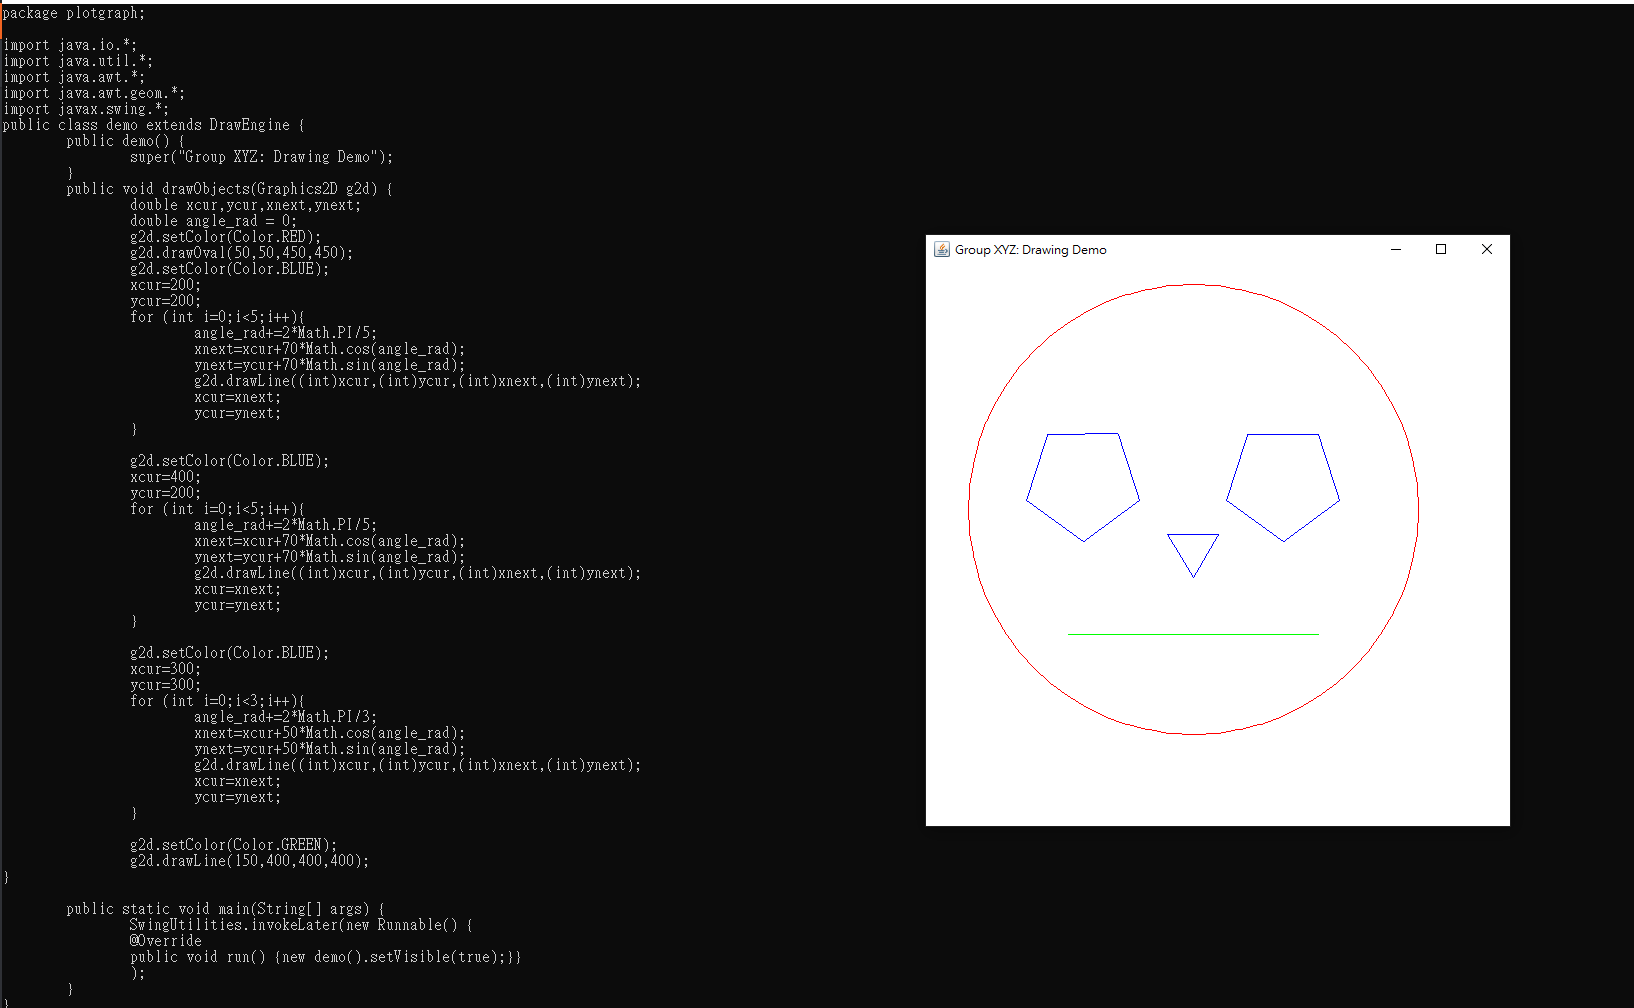 package plotgraph;
import java.io.*;
import java.util.*;
import java.awt.*;
import java.awt.geom.*;
import javax.swing.*;
public class demo extends DrawEngine {
public demo() {
super("Group XYZ: Drawing Demo");
}
public void drawObjects(Graphics2D g2d) {
double xcur,ycur,xnext,ynext;
double angle_rad = 0;
g2d.setColor(Color.RED);
g2d.drawOval(50,50,450,450);
g2d.setColor(Color.BLUE);
xcur=200;
ycur=200;
for (int i=0;i<5;i++){
angle_rad+=2*Math.PI/5;
xnext=xcur+70*Math.cos(angle_rad);
ynext=ycur+70*Math.sin(angle_rad);
g2d.drawLine((int)xcur,(int)ycur,(int)xnext,(int)ynext);
xcur=xnext;
ycur=ynext;
}
g2d.setColor(Color.BLUE);
xcur=400;
ycur=200;
for (int i=0;i<5;i++){
angle_rad+=2*Math.PI/5;
xnext=xcur+70*Math.cos(angle_rad);
ynext=ycur+70*Math.sin(angle_rad);
g2d.drawLine((int)xcur,(int)ycur,(int)xnext,(int)ynext);
xcur=xnext;
ycur=ynext;
}
g2d.setColor(Color.BLUE);
xcur=300;
ycur=300;
for (int i=0;i<3;i++){
angle_rad+=2*Math.PI/3;
xnext=xcur+50*Math.cos(angle_rad);
ynext=ycur+50*Math.sin(angle_rad);
g2d.drawLine((int)xcur,(int)ycur,(int)xnext,(int)ynext);
xcur=xnext;
ycur=ynext;
}
g2d.setColor(Color.GREEN);
g2d.drawLine(150,400,400,400);
}
public static void main(String[] args) {
SwingUtilities.invokeLater(new Runnable() {
@Override
public void run() {new demo().setVisible(true);}}
);
}
}
Group XYZ: Drawing Demo